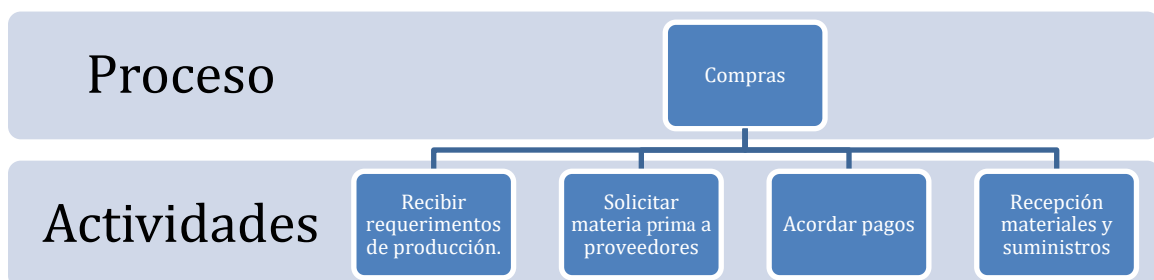 Proceso
Compras
Actividades
Recibir
requerimentos
de producción.
Solicitar
materia prima a
proveedores
Acordar pagos
Recepción
materiales y
suministros